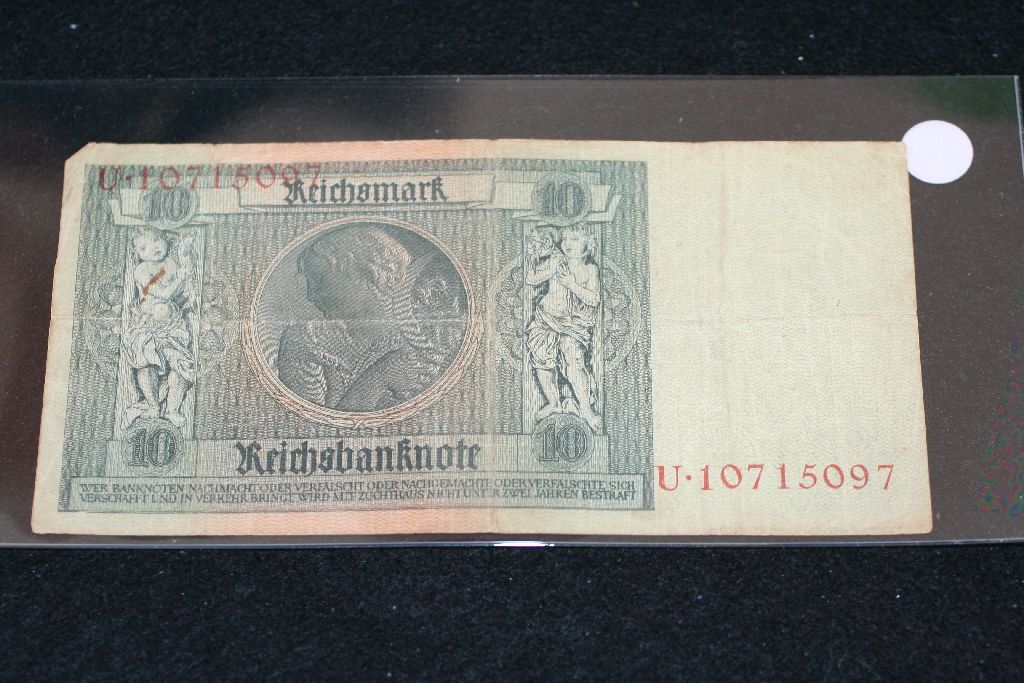 U·10715097
10 Reichsmark 10
10 Reichsbanknote 10
WER BANKNOTEN NACHMACHT ODER VERFÄLSCHT ODER NACHGEMACHTE ODER VERFÄLSCHTE SICH
VERSCHAFFT UND IN VERKEHR BRINGT WIRD MIT ZUCHTHAUS NICHT UNTER ZWEI JAHREN BESTRAFT
U·10715097